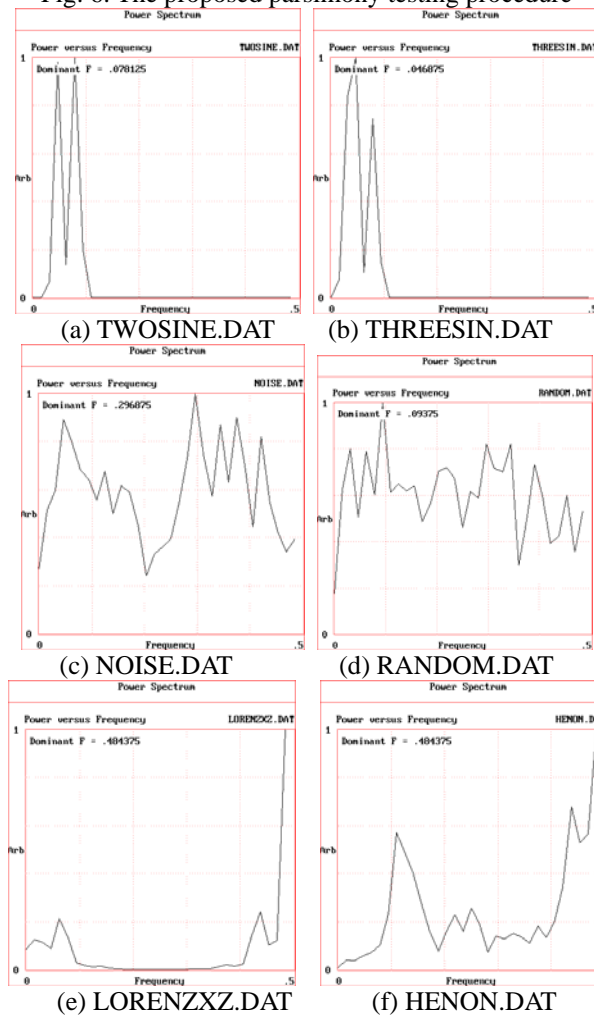 Fig. 6. The proposed parsimony testing procedure
Power Spectrum
Power versus Frequency TWOSINE.DAT
1
Dominant F = .078125
Arb
0
0 Frequency .5
(a) TWOSINE.DAT
Power Spectrum
Power versus Frequency THREESIN.DAT
1
Dominant F = .046875
Arb
0
0 Frequency .5
(b) THREESIN.DAT
Power Spectrum
Power versus Frequency NOISE.DAT
1
Dominant F = .296875
Arb
0
0 Frequency .5
(c) NOISE.DAT
Power Spectrum
Power versus Frequency RANDOM.DAT
1
Dominant F = .09375
Arb
0
0 Frequency .5
(d) RANDOM.DAT
Power Spectrum
Power versus Frequency LORENZXZ.DAT
1
Dominant F = .484375
Arb
0
0 Frequency .5
(e) LORENZXZ.DAT
Power Spectrum
Power versus Frequency HENON.D
1
Dominant F = .484375
Arb
0
0 Frequency
(f) HENON.DAT